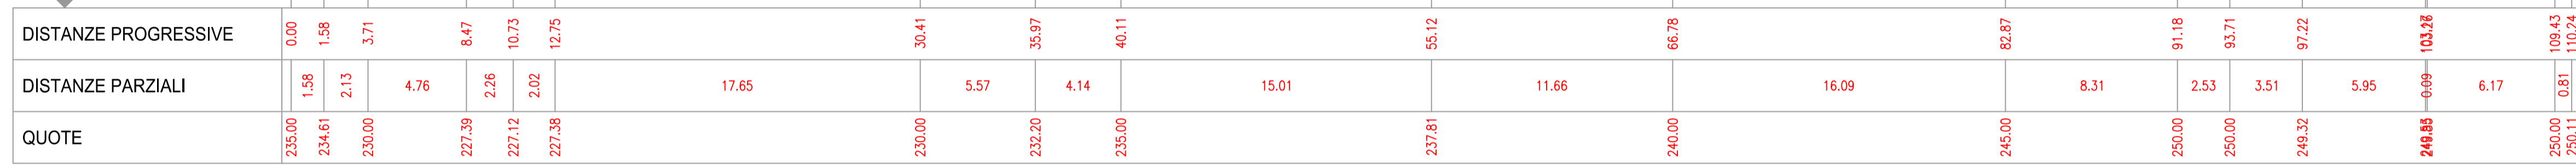 DISTANZE PROGRESSIVE 0.00 1.58 3.71 8.47 10.73 12.75 30.41 35.97 40.11 55.12 66.78 82.87 91.18 93.71 97.22 103.26 109.43 110.24
DISTANZE PARZIALI 1.58 2.13 4.76 2.26 2.02 17.65 5.57 4.14 15.01 11.66 16.09 8.31 2.53 3.51 5.95 0.09 6.17 0.81
QUOTE 235.00 234.61 230.00 227.39 227.12 227.38 230.00 232.20 235.00 237.81 240.00 245.00 250.00 250.00 249.32 250.00 250.11